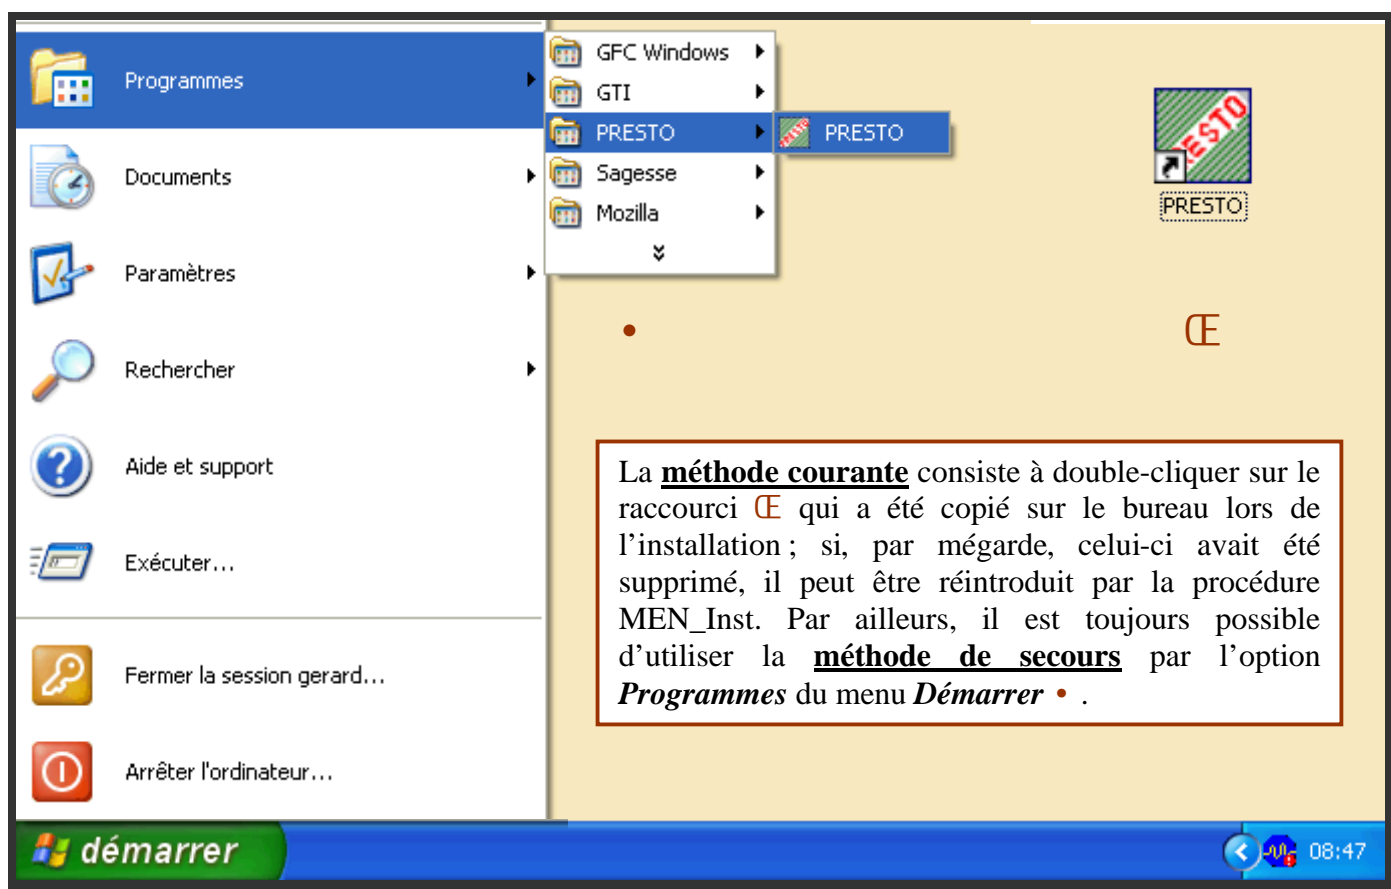 Programmes
Documents
Paramètres
Rechercher
Aide et support
Exécuter...
Fermer la session gerard...
Arrêter l'ordinateur...
GFC Windows
GTI
PRESTO
Sagesse
Mozilla
PRESTO
PRESTO
PRESTO
• Œ
La méthode courante consiste à double-cliquer sur le
raccourci Œ qui a été copié sur le bureau lors de
l’installation ; si, par mégarde, celui-ci avait été
supprimé, il peut être réintroduit par la procédure
MEN_Inst. Par ailleurs, il est toujours possible
d’utiliser la méthode de secours par l’option
Programmes du menu Démarrer • .
démarrer
08:47